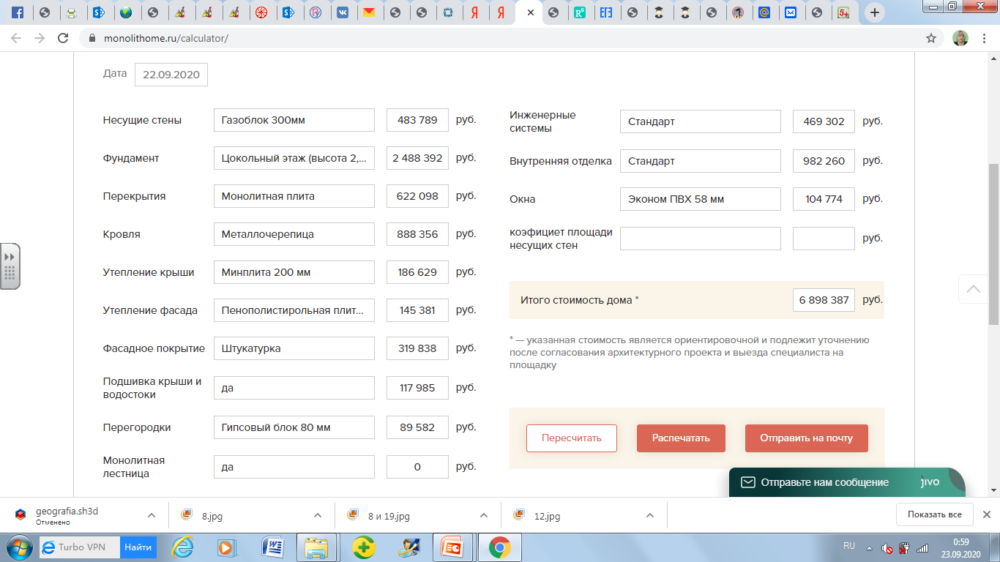 monolithome.ru/calculator/
Дата 22.09.2020
Несущие стены Газоблок 300мм 483 789 руб.
Фундамент Цокольный этаж (высота 2,... 2 488 392 руб.
Перекрытия Монолитная плита 622 098 руб.
Кровля Металлочерепица 888 356 руб.
Утепление крыши Минплита 200 мм 186 629 руб.
Утепление фасада Пенополистирольная плит... 145 381 руб.
Фасадное покрытие Штукатурка 319 838 руб.
Подшивка крыши и
водостоки да 117 985 руб.
Перегородки Гипсовый блок 80 мм 89 582 руб.
Монолитная
лестница да 0 руб.
Инженерные
системы Стандарт 469 302 руб.
Внутренняя отделка Стандарт 982 260 руб.
Окна Эконом ПВХ 58 мм 104 774 руб.
коэфициет площади
несущих стен руб.
Итого стоимость дома * 6 898 387 руб.
* — указанная стоимость является ориентировочной и подлежит уточнению
после согласования архитектурного проекта и выезда специалиста на
площадку
Пересчитать Распечатать Отправить на почту
Отправьте нам сообщение jivo
geografia.sh3d
Отменено
8.jpg
8 и 19.jpg
12.jpg
Показать все
Turbo VPN Найти
RU
0:59
23.09.2020